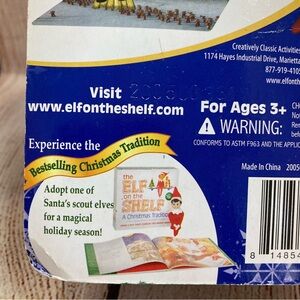 Creatively Classic Activities
1174 Hayes Industrial Drive, Marietta
877-919-410
Visit
www.elfontheshelf.com
For Ages 3+
WARNING:
CONFORMS TO ASTM F963 AND THE APPLIC
Made in China 2005
Experience the
Bestselling Christmas Tradition
Adopt one of
Santa's scout elves
for a magical
holiday season!
the
ELF
on the
SHELF
A Christmas Tradition
8 14854